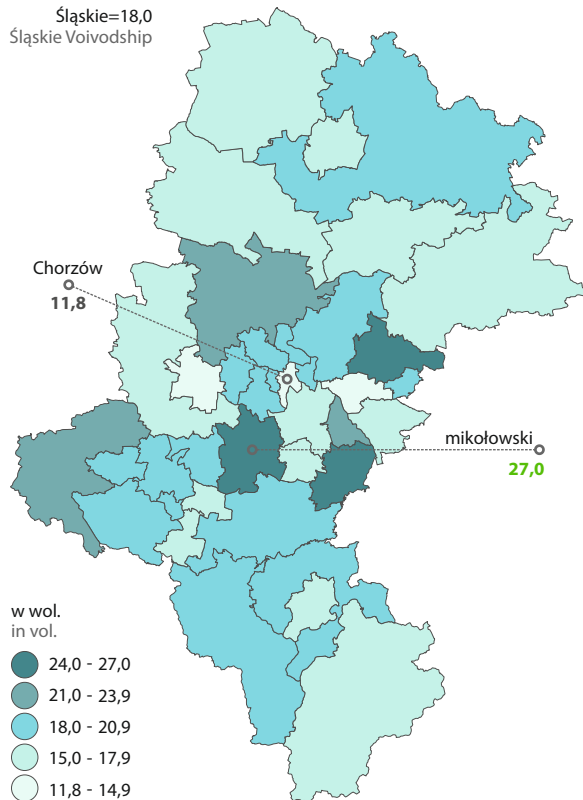 Śląskie=18,0
Śląskie Voivodship
Chorzów
11,8
mikołowski
27,0
w wol.
in vol.
24,0 - 27,0
21,0 - 23,9
18,0 - 20,9
15,0 - 17,9
11,8 - 14,9